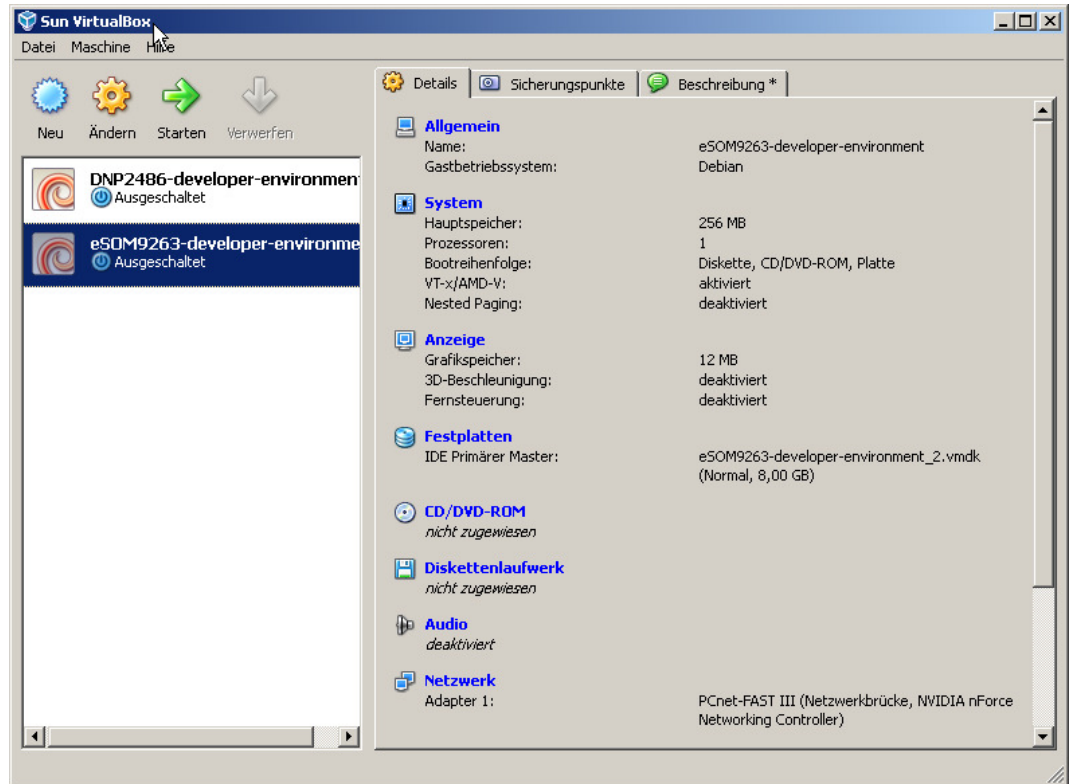 Sun VirtualBox
Datei Maschine Hilfe
Neu Ändern Starten Verwerfen
DNP2486-developer-environmen
Ausgeschaltet
eSOM9263-developer-environme
Ausgeschaltet
Details Sicherungspunkte Beschreibung *
Allgemein
Name: eSOM9263-developer-environment
Gastbetriebssystem: Debian
System
Hauptspeicher: 256 MB
Prozessoren: 1
Bootreihenfolge: Diskette, CD/DVD-ROM, Platte
VT-x/AMD-V: aktiviert
Nested Paging: deaktiviert
Anzeige
Grafikspeicher: 12 MB
3D-Beschleunigung: deaktiviert
Fernsteuerung: deaktiviert
Festplatten
IDE Primärer Master: eSOM9263-developer-environment_2.vmdk
(Normal, 8,00 GB)
CD/DVD-ROM
nicht zugewiesen
Diskettenlaufwerk
nicht zugewiesen
Audio
deaktiviert
Netzwerk
Adapter 1: PCnet-FAST III (Netzwerkbrücke, NVIDIA nForce
Networking Controller)